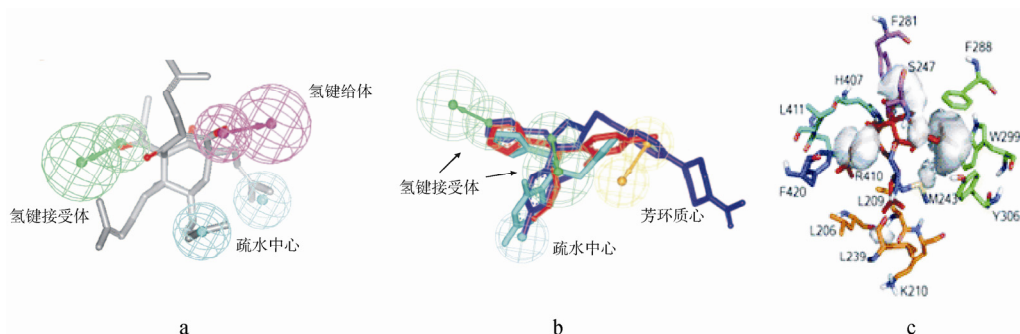 氢键给体
氢键接受体
疏水中心
a
氢键接受体
芳环质心
疏水中心
b
F281
F288
S247
H407
L411
W299
R410
F420
L209
M243
Y306
L206
L239
K210
c